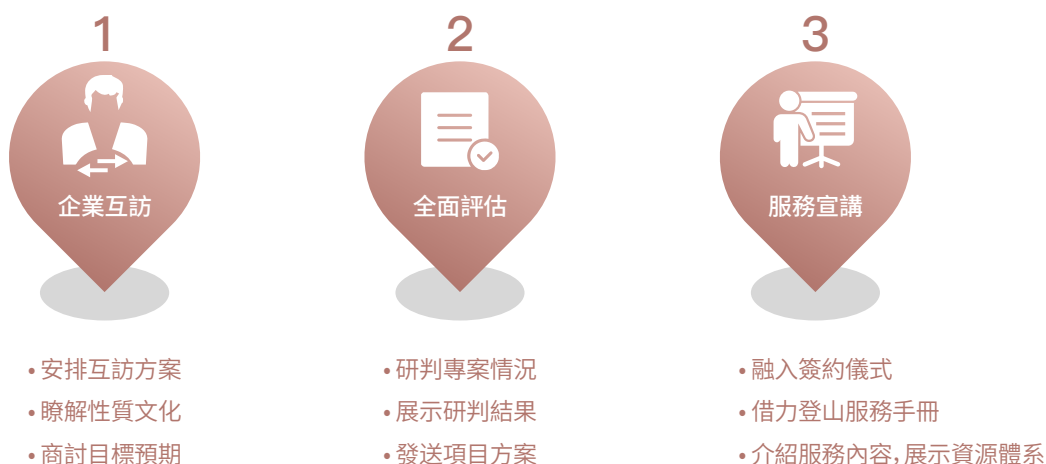 1
企業互訪
• 安排互訪方案
• 瞭解性質文化
• 商討目標預期
2
全面評估
• 研判專案情況
• 展示研判結果
• 發送項目方案
3
服務宣講
• 融入簽約儀式
• 借力登山服務手冊
• 介紹服務內容，展示資源體系